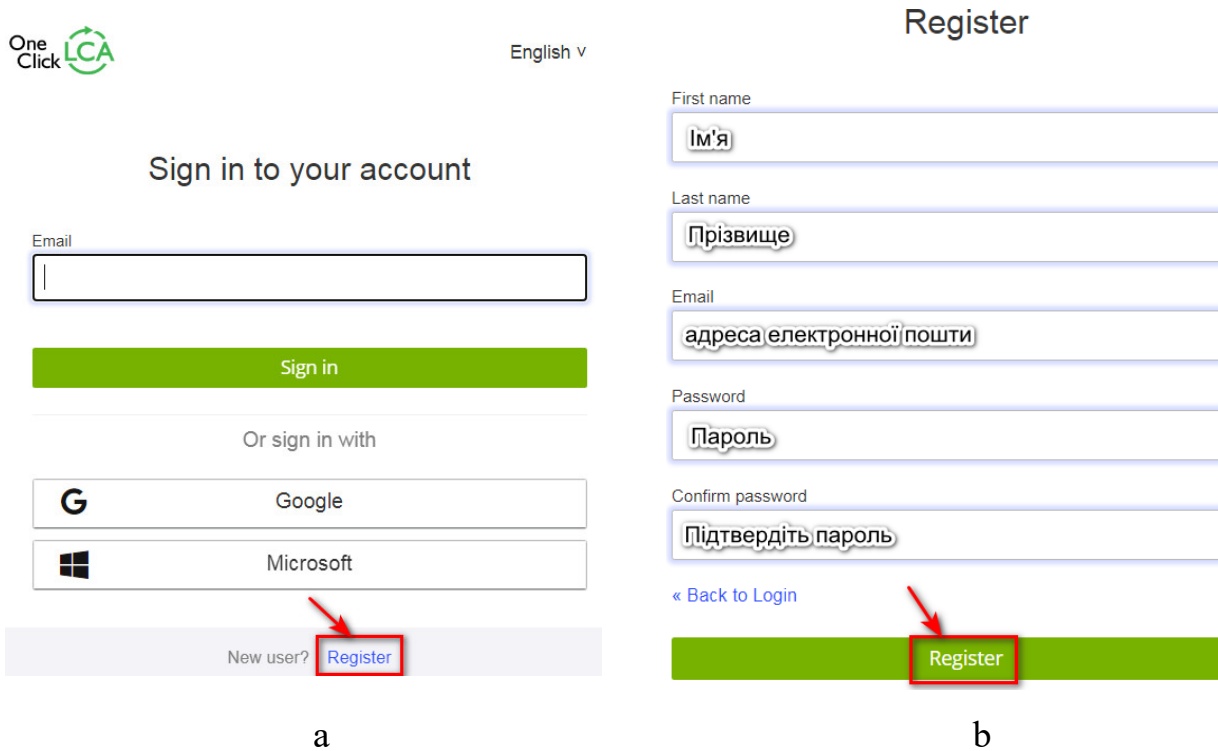 One
Click LCA
English ˅
Sign in to your account
Email
Sign in
Or sign in with
Google
Microsoft
New user? Register
a
Register
First name
Ім'я
Last name
Прізвище
Email
адреса електронної пошти
Password
Пароль
Confirm password
Підтвердіть пароль
« Back to Login
Register
b